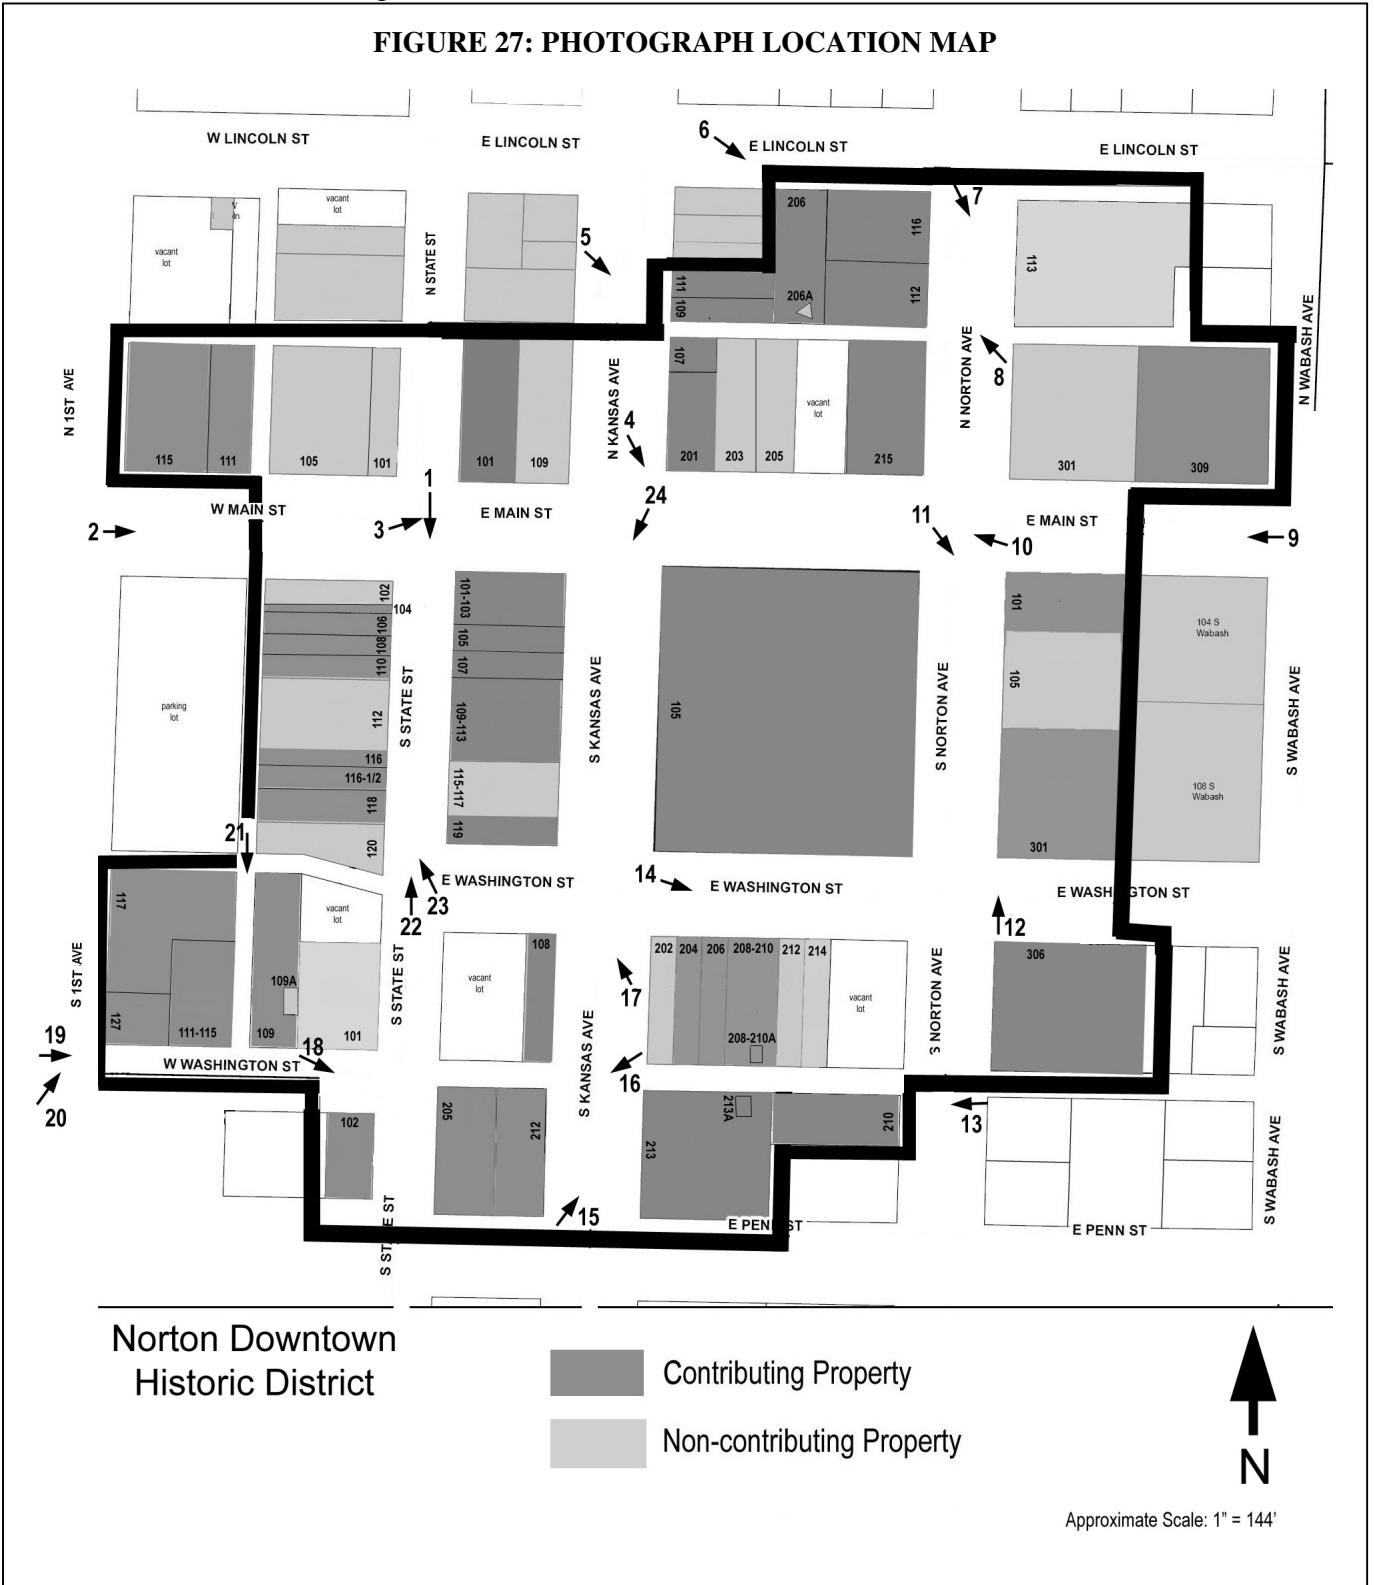 FIGURE 27: PHOTOGRAPH LOCATION MAP
W LINCOLN ST
E LINCOLN ST
6
E LINCOLN ST
E LINCOLN ST
vacant
lot
vacant
lot
N STATE ST
5
206
116
7
113
111
109
206A
112
N WABASH AVE
N 1ST AVE
115
111
105
101
101
109
N KANSAS AVE
4
107
201
203
205
vacant
lot
215
N NORTON AVE
8
301
309
1
W MAIN ST
2
3
E MAIN ST
24
11
10
E MAIN ST
9
102
104
106
108
110
112
116
116-1/2
118
120
parking
lot
S STATE ST
101-103
105
107
109-113
115-117
119
S KANSAS AVE
105
S NORTON AVE
101
105
301
104 S
Wabash
108 S
Wabash
S WABASH AVE
21
E WASHINGTON ST
14
E WASHINGTON ST
E WASHINGTON ST
22
23
12
117
127
111-115
S 1ST AVE
19
20
109A
109
vacant
lot
101
18
W WASHINGTON ST
S STATE ST
vacant
lot
108
17
16
S KANSAS AVE
202
204
206
208-210
212
214
208-210A
vacant
lot
S NORTON AVE
306
S WABASH AVE
102
205
212
213A
213
210
13
S WABASH AVE
S STATE ST
15
E PENN ST
E PENN ST
Norton Downtown
Historic District
Contributing Property
Non-contributing Property
N
Approximate Scale: 1" = 144'